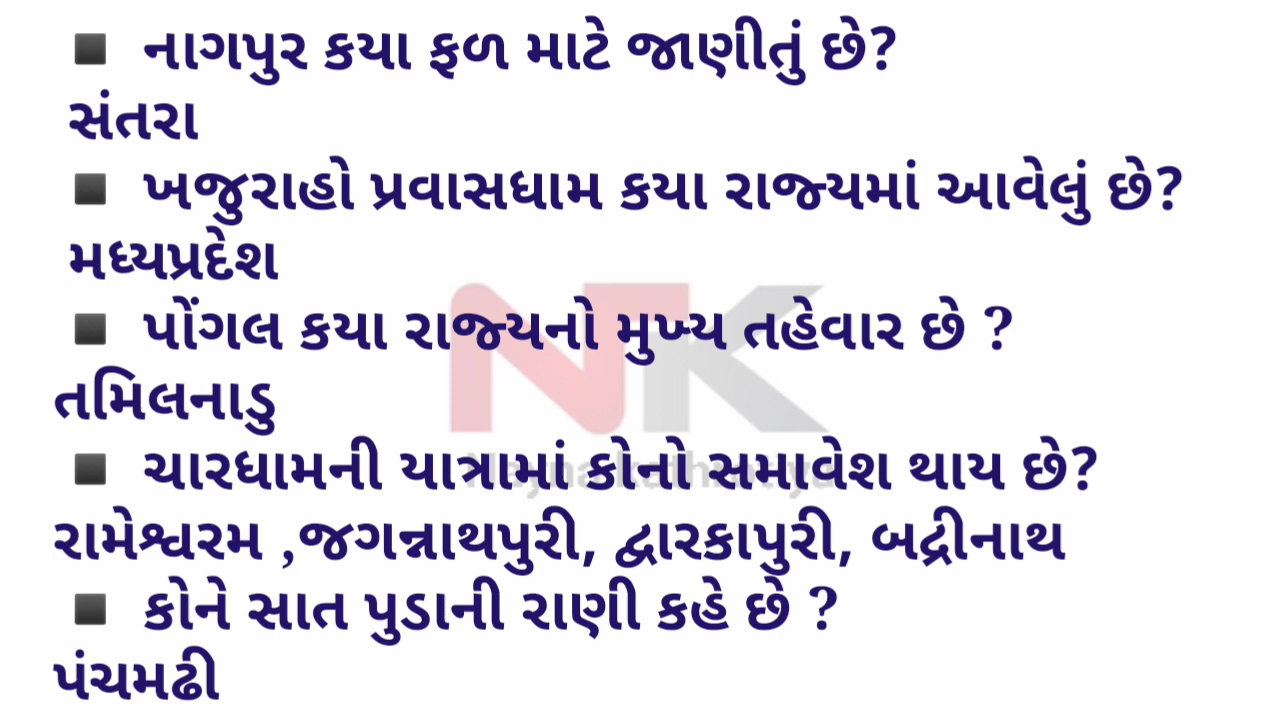 ▪ નાગપુર કયા ફળ માટે જાણીતું છે?
સંતરા
▪ ખજુરાહો પ્રવાસધામ કયા રાજ્યમાં આવેલું છે?
મધ્યપ્રદેશ
▪ પોંગલ કયા રાજ્યનો મુખ્ય તહેવાર છે ?
તમિલનાડુ
▪ ચારધામની યાત્રામાં કોનો સમાવેશ થાય છે?
રામેશ્વરમ ,જગન્નાથપુરી, દ્વારકાપુરી, બદ્રીનાથ
▪ કોને સાત પુડાની રાણી કહે છે ?
પંચમઢી
NK